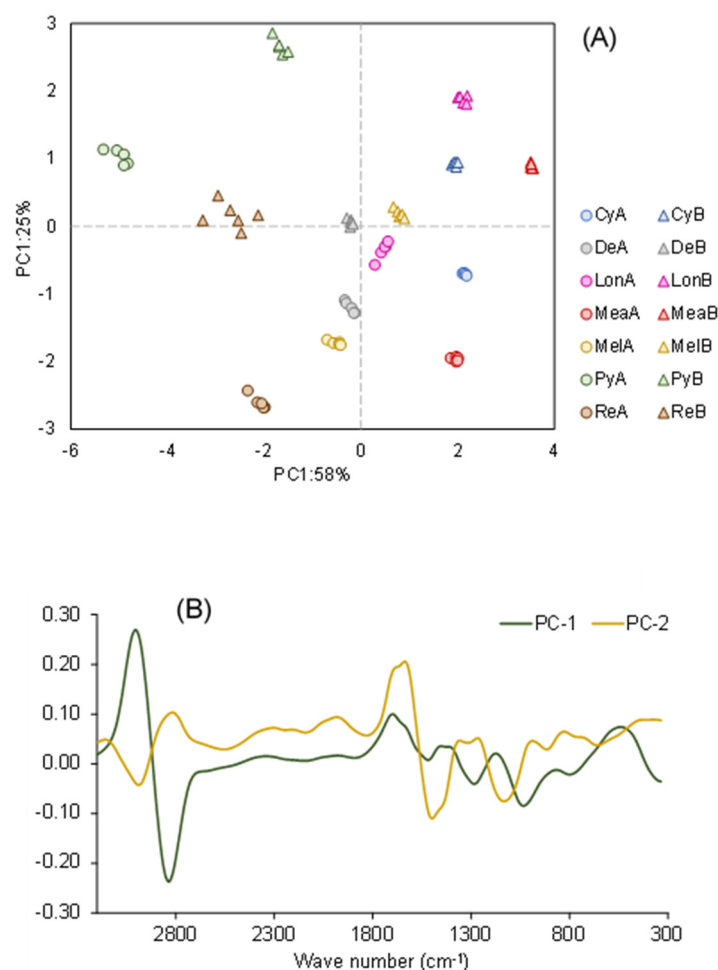 (A)
3
2
1
0
-1
-2
-3
PC1:25%
-6
-4
-2
0
2
4
PC1:58%
CyA CyB
DeA DeB
LonA LonB
MeaA MeaB
MelA MelB
PyA PyB
ReA ReB
(B)
PC-1 PC-2
0.30
0.20
0.10
0.00
-0.10
-0.20
-0.30
2800 2300 1800 1300 800 300
Wave number (cm⁻¹)